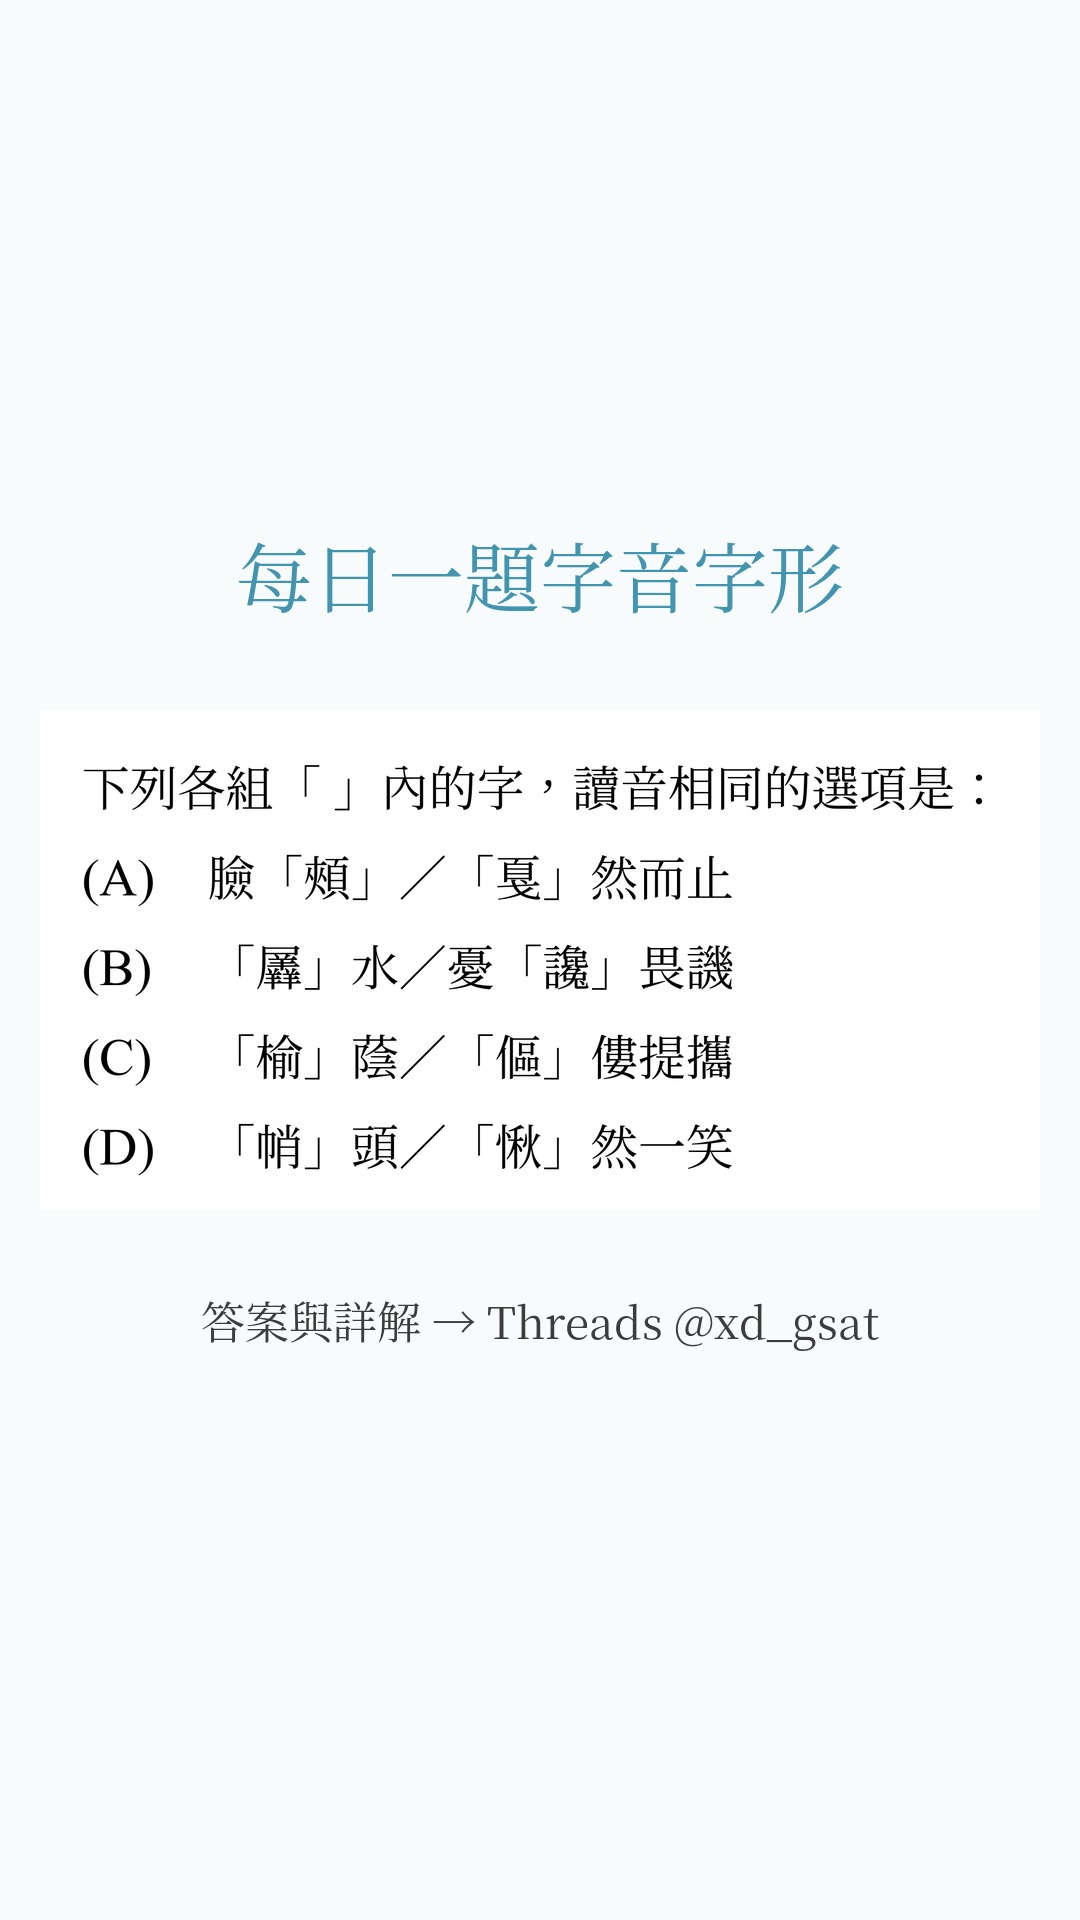 每日一題字音字形
下列各組「 」內的字，讀音相同的選項是：
(A) 臉「頰」／「戛」然而止
(B) 「羼」水／憂「讒」畏譏
(C) 「榆」蔭／「傴」僂提攜
(D) 「帩」頭／「愀」然一笑
答案與詳解 → Threads @xd_gsat